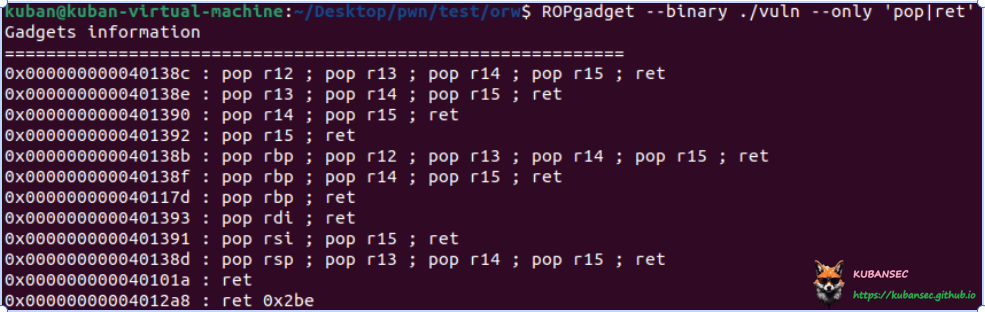 kuban@kuban-virtual-machine:~/Desktop/pwn/test/orw$ ROPgadget --binary ./vuln --only 'pop|ret'
Gadgets information
============================================================
0x000000000040138c : pop r12 ; pop r13 ; pop r14 ; pop r15 ; ret
0x000000000040138e : pop r13 ; pop r14 ; pop r15 ; ret
0x0000000000401390 : pop r14 ; pop r15 ; ret
0x0000000000401392 : pop r15 ; ret
0x000000000040138b : pop rbp ; pop r12 ; pop r13 ; pop r14 ; pop r15 ; ret
0x000000000040138f : pop rbp ; pop r14 ; pop r15 ; ret
0x000000000040117d : pop rbp ; ret
0x0000000000401393 : pop rdi ; ret
0x0000000000401391 : pop rsi ; pop r15 ; ret
0x000000000040138d : pop rsp ; pop r13 ; pop r14 ; pop r15 ; ret
0x000000000040101a : ret
0x00000000004012a8 : ret 0x2be
KUBANSEC
https://kubansec.github.io